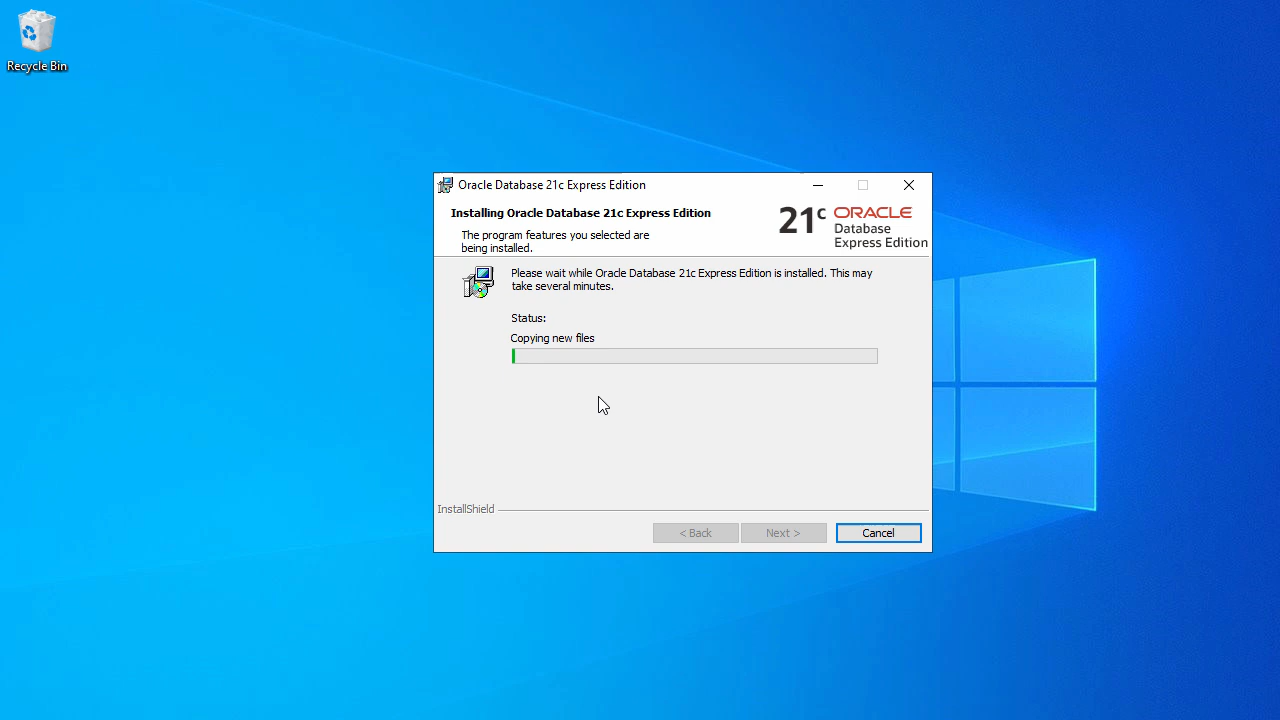 Recycle Bin
Oracle Database 21c Express Edition
Installing Oracle Database 21c Express Edition
The program features you selected are
being installed.
21c ORACLE
Database
Express Edition
Please wait while Oracle Database 21c Express Edition is installed. This may
take several minutes.
Status:
Copying new files
InstallShield
< Back
Next >
Cancel